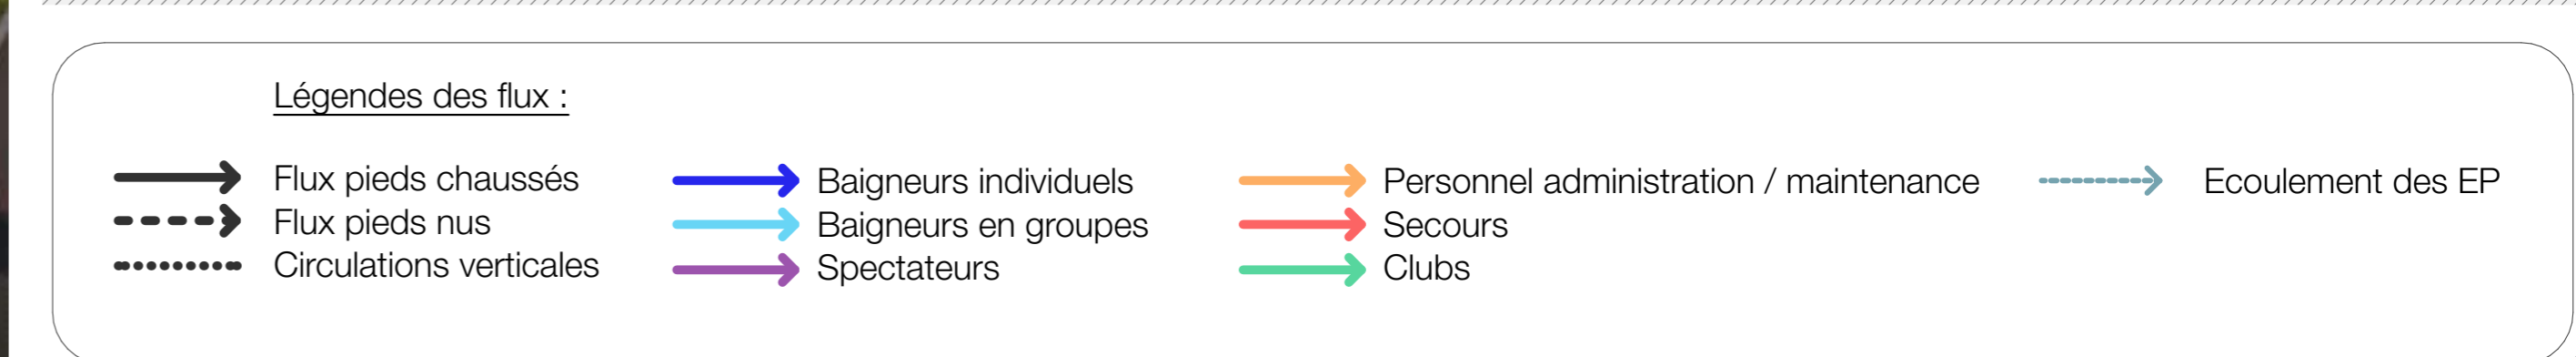 Légendes des flux :
Flux pieds chaussés
Flux pieds nus
Circulations verticales
Baigneurs individuels
Baigneurs en groupes
Spectateurs
Personnel administration / maintenance
Secours
Clubs
Ecoulement des EP